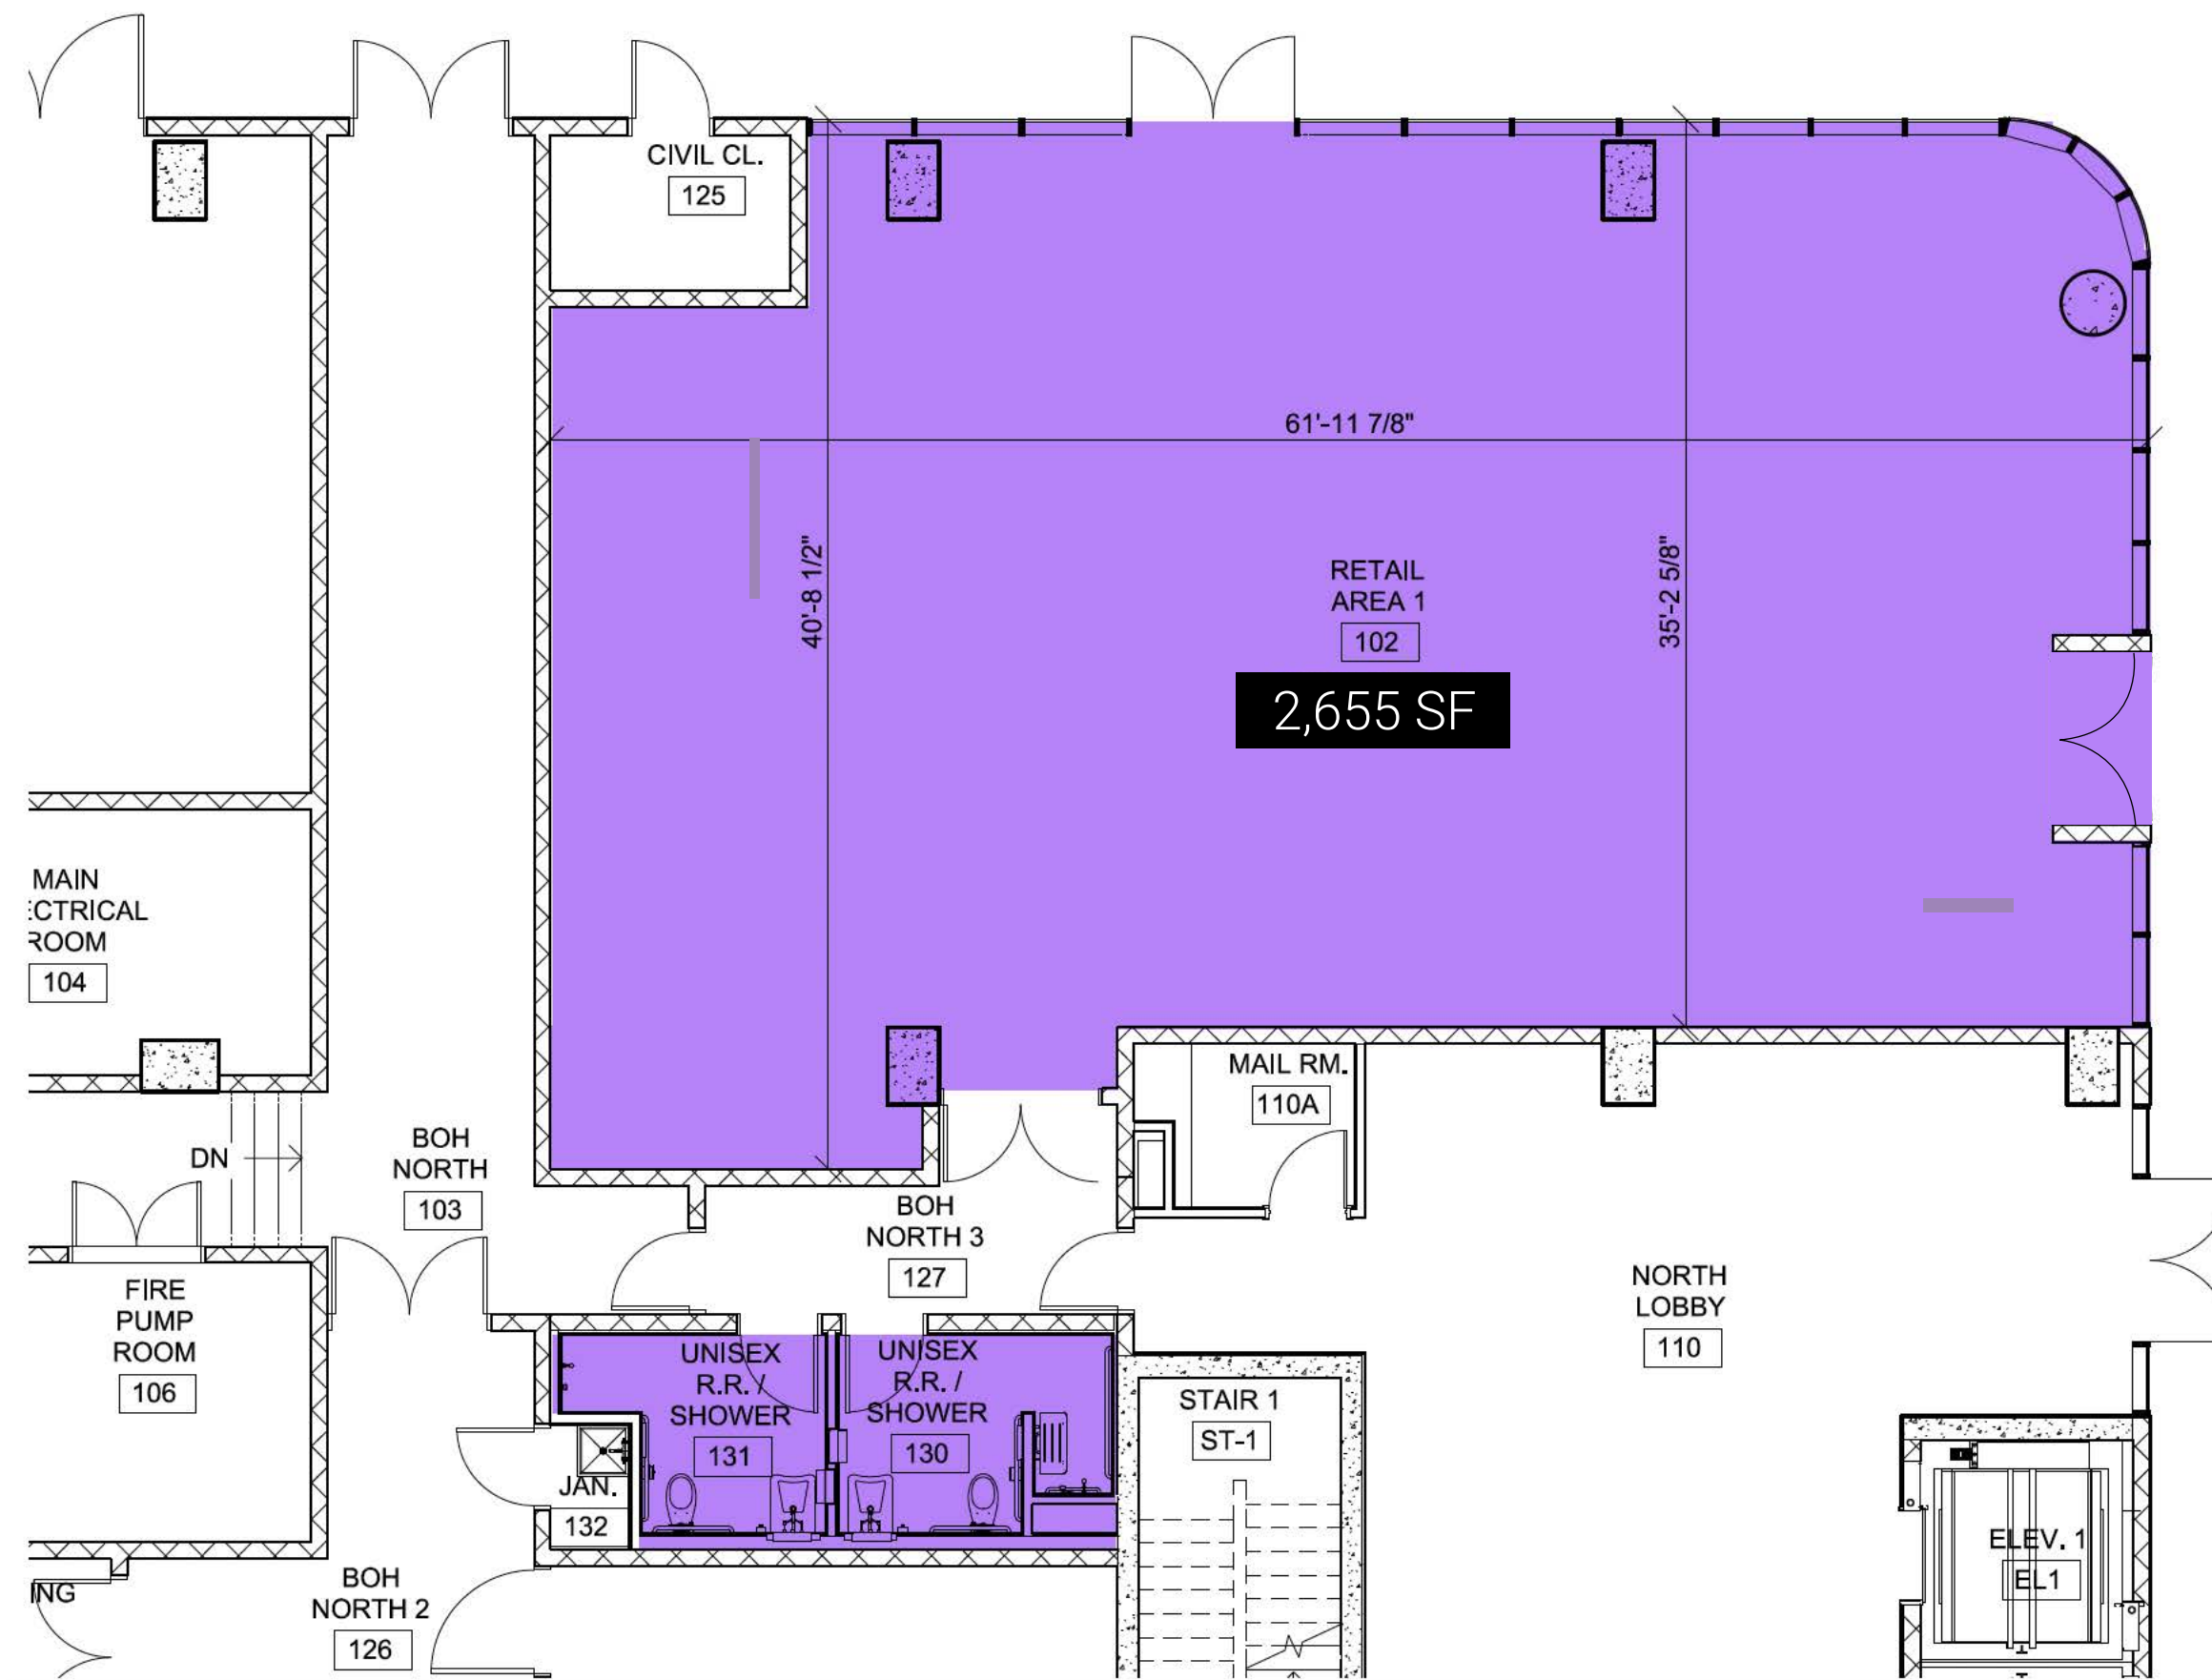 CIVIL CL.
125
61'-11 7/8"
40'-8 1/2"
35'-2 5/8"
RETAIL
AREA 1
102
2,655 SF
MAIN
ECTRICAL
ROOM
104
MAIL RM.
110A
DN
BOH
NORTH
103
BOH
NORTH 3
127
FIRE
PUMP
ROOM
106
NORTH
LOBBY
110
UNISEX
R.R. /
SHOWER
131
UNISEX
R.R. /
SHOWER
130
STAIR 1
ST-1
JAN.
132
ELEV. 1
EL1
ING
BOH
NORTH 2
126